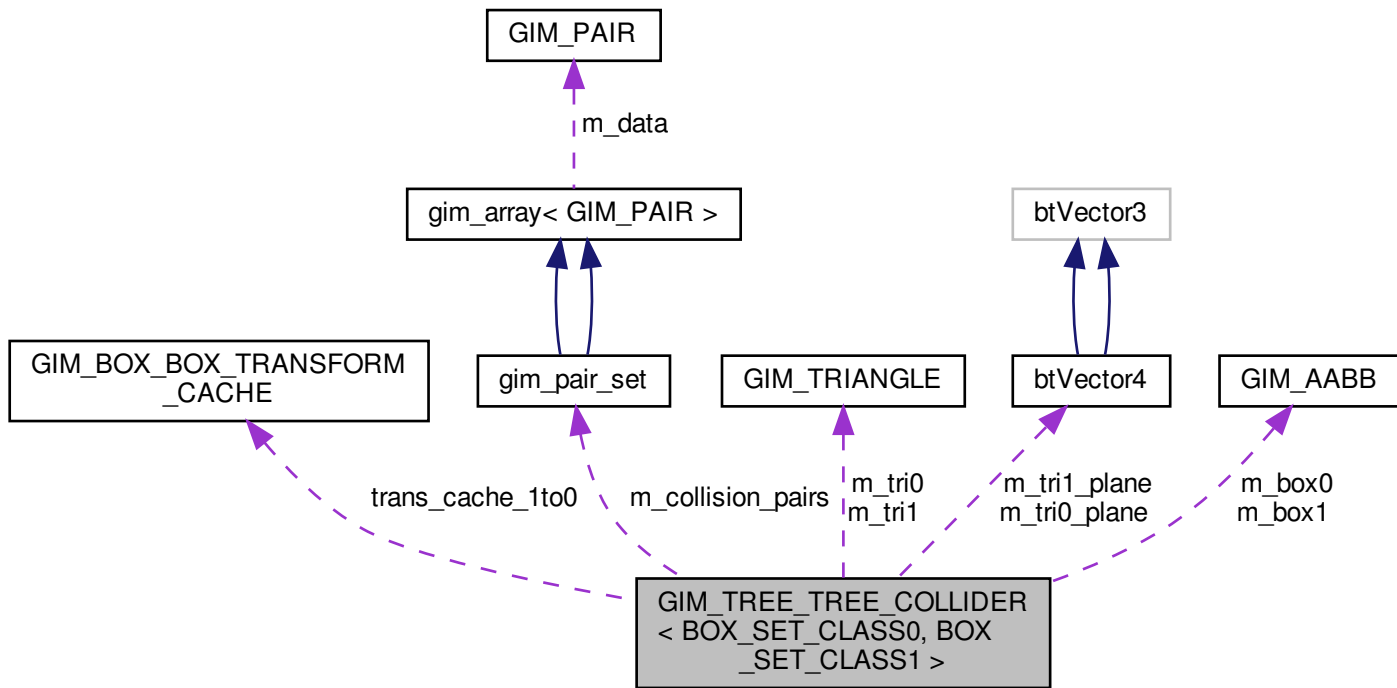 GIM_PAIR
m_data
gim_array< GIM_PAIR >
btVector3
GIM_BOX_BOX_TRANSFORM
_CACHE
gim_pair_set
GIM_TRIANGLE
btVector4
GIM_AABB
trans_cache_1to0
m_collision_pairs
m_tri0
m_tri1
m_tri1_plane
m_tri0_plane
m_box0
m_box1
GIM_TREE_TREE_COLLIDER
< BOX_SET_CLASS0, BOX
_SET_CLASS1 >